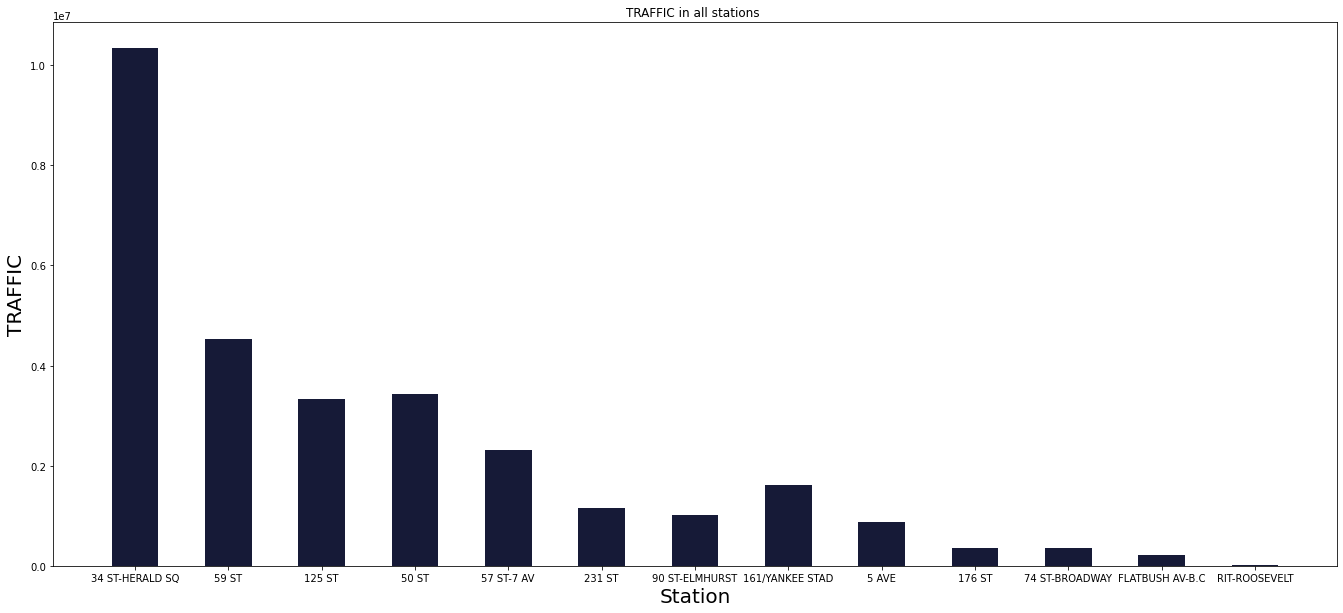 TRAFFIC in all stations
1e7
1.0
0.8
0.6
0.4
0.2
0.0
TRAFFIC
34 ST-HERALD SQ 59 ST 125 ST 50 ST 57 ST-7 AV 231 ST 90 ST-ELMHURST 161/YANKEE STAD 5 AVE 176 ST 74 ST-BROADWAY FLATBUSH AV-B.C RIT-ROOSEVELT
Station